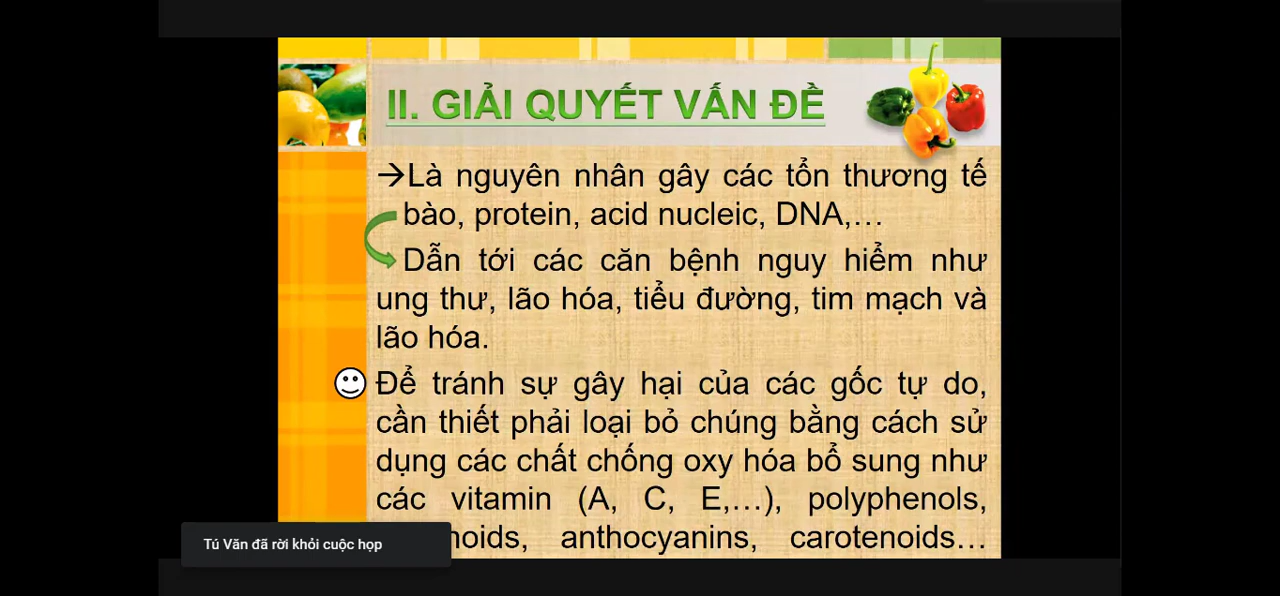 II. GIẢI QUYẾT VẤN ĐỀ
→Là nguyên nhân gây các tổn thương tế
bào, protein, acid nucleic, DNA,…
Dẫn tới các căn bệnh nguy hiểm như
ung thư, lão hóa, tiểu đường, tim mạch và
lão hóa.
Để tránh sự gây hại của các gốc tự do,
cần thiết phải loại bỏ chúng bằng cách sử
dụng các chất chống oxy hóa bổ sung như
các vitamin (A, C, E,…), polyphenols,
anthocyanins, carotenoids…
Tú Văn đã rời khỏi cuộc họp